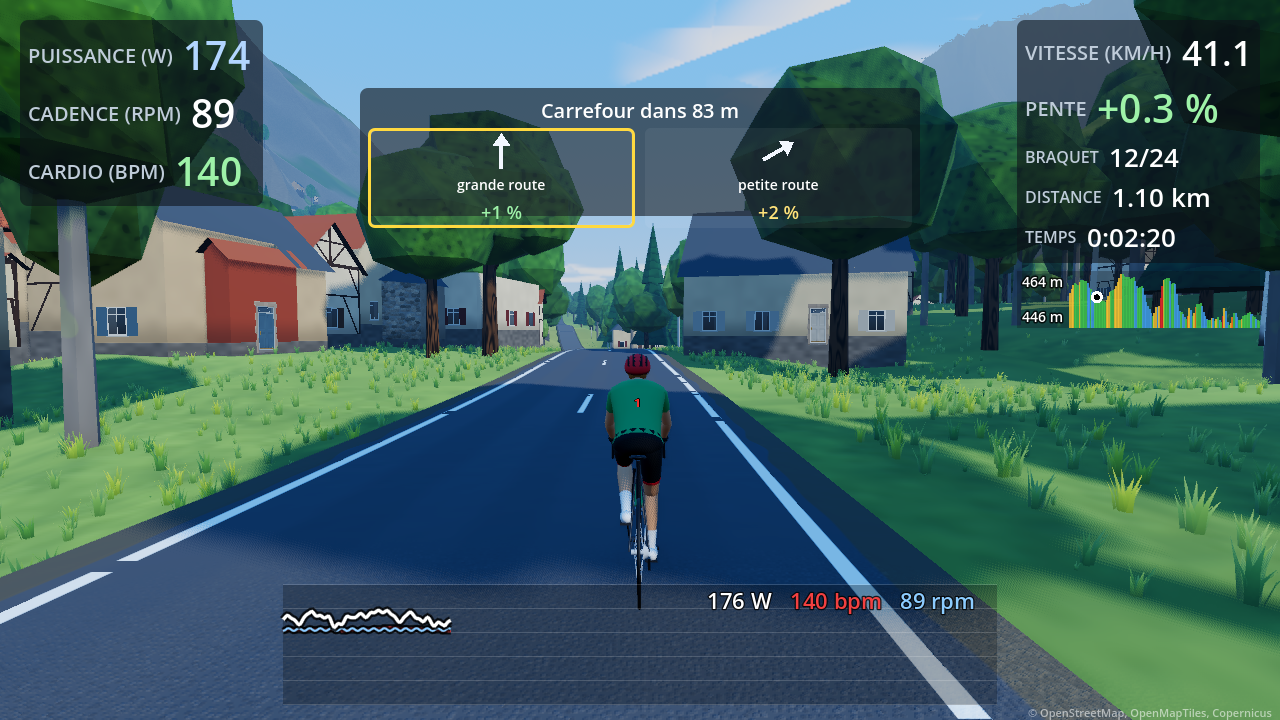 PUISSANCE (W) 174
CADENCE (RPM) 89
CARDIO (BPM) 140
Carrefour dans 83 m
grande route
+1 %
petite route
+2 %
VITESSE (KM/H) 41.1
PENTE +0.3 %
BRAQUET 12/24
DISTANCE 1.10 km
TEMPS 0:02:20
464 m
446 m
1
176 W 140 bpm 89 rpm
© OpenStreetMap, OpenMapTiles, Copernicus